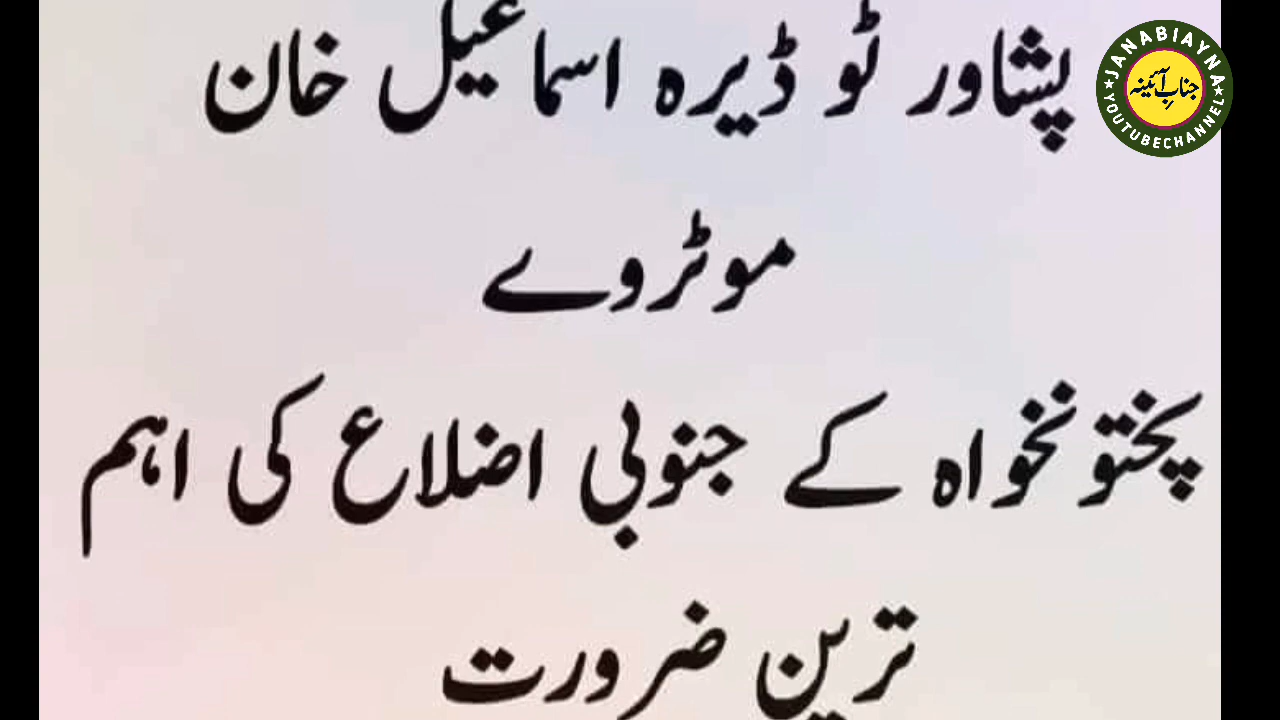 پشاور ٹو ڈیرہ اسماعیل خان
موٹروے
پختونخواہ کے جنوبی اضلاع کی اہم
ترین ضرورت
JANABIAYNA
جنابِ آئینہ
YOUTUBECHANNEL